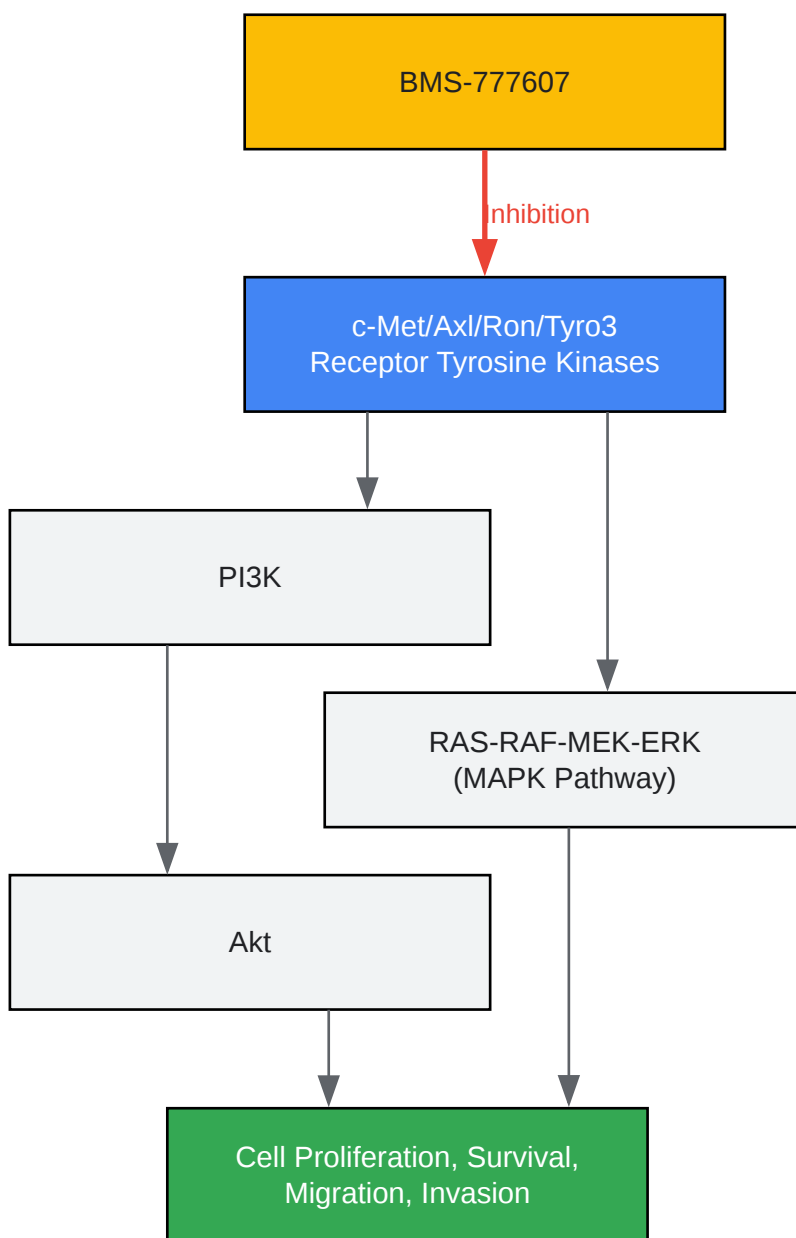 BMS-777607
Inhibition
c-Met/Axl/Ron/Tyro3
Receptor Tyrosine Kinases
PI3K
RAS-RAF-MEK-ERK
(MAPK Pathway)
Akt
Cell Proliferation, Survival,
Migration, Invasion